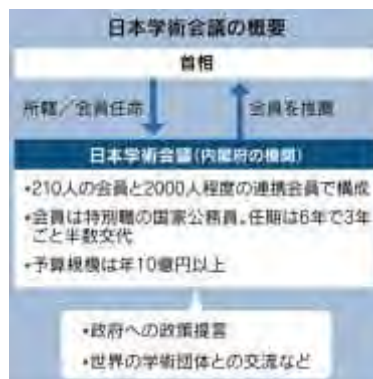 日本学術会議の概要
首相
所轄/会員任命
会員を推薦
日本学術会議(内閣府の機関)
•210人の会員と2000人程度の連携会員で構成
•会員は特別職の国家公務員。任期は6年で3年
ごと半数交代
•予算規模は年10億円以上
•政府への政策提言
•世界の学術団体との交流など